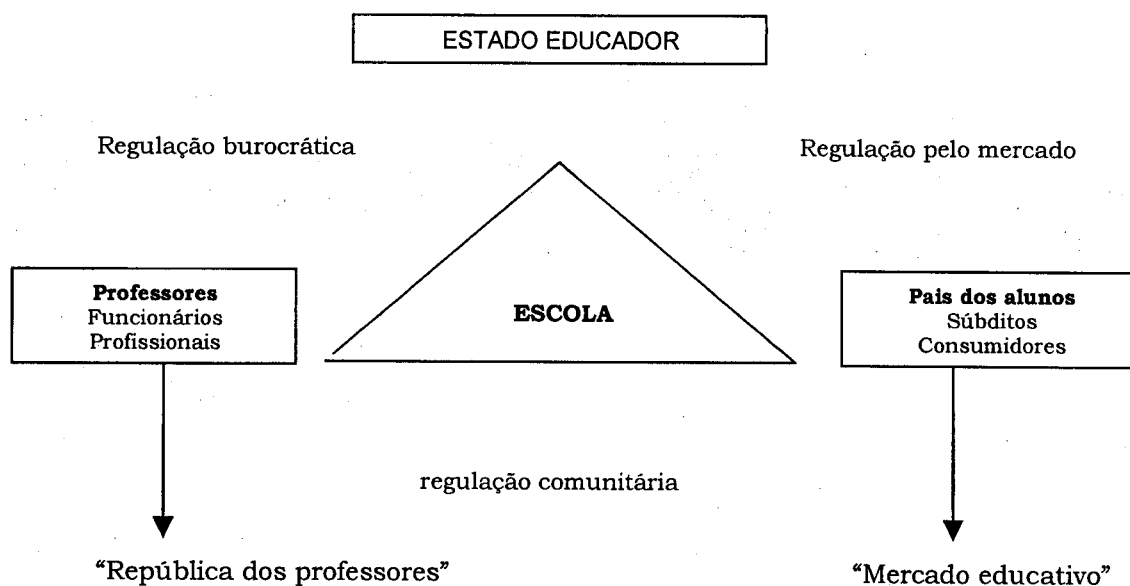 ESTADO EDUCADOR
Regulação burocrática
Regulação pelo mercado
Professores
Funcionários
Profissionais
ESCOLA
Pais dos alunos
Súbditos
Consumidores
regulação comunitária
“República dos professores”
“Mercado educativo”